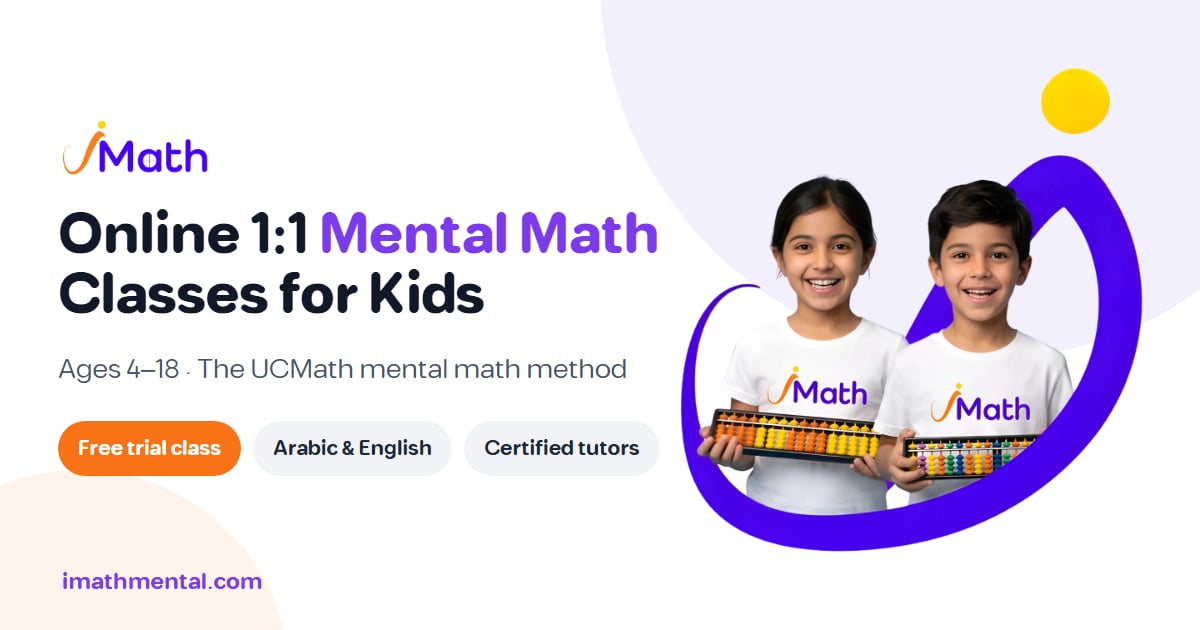 iMath
Online 1:1 Mental Math
Classes for Kids
Ages 4–18 · The UCMath mental math method
Free trial class
Arabic & English
Certified tutors
imathmental.com
iMath
iMath